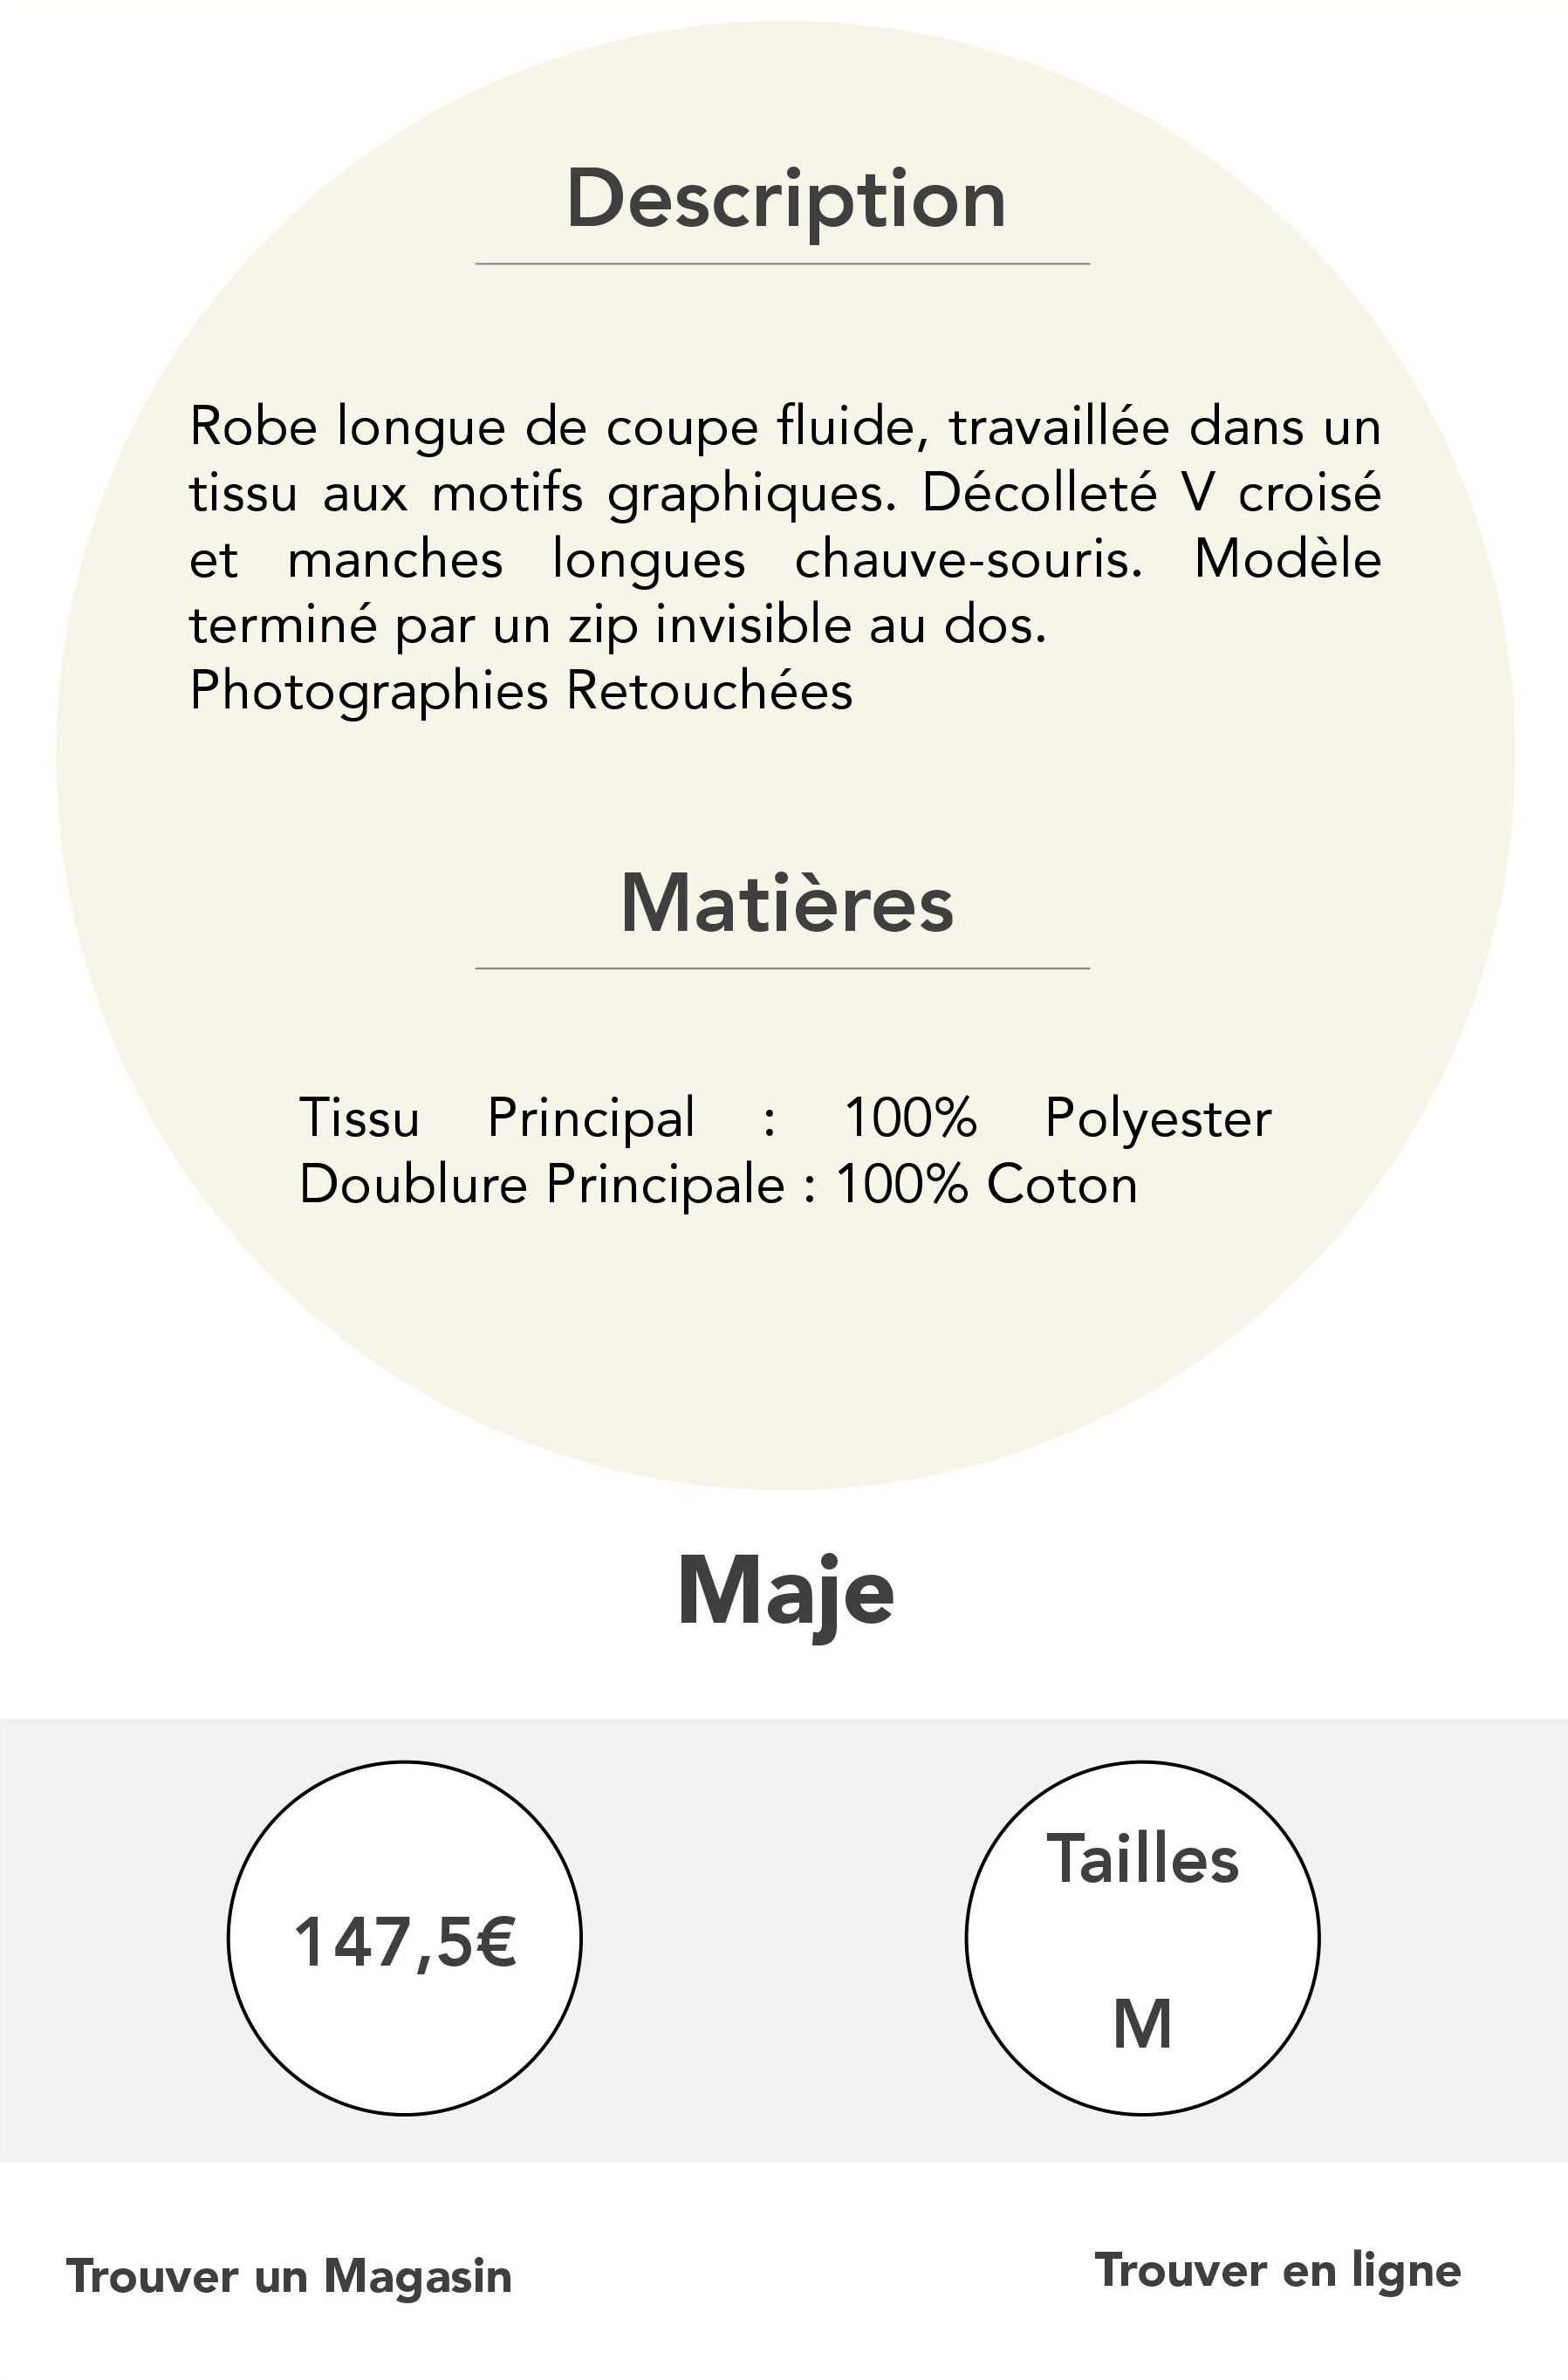 Description
Robe longue de coupe fluide, travaillée dans un
tissu aux motifs graphiques. Décolleté V croisé
et manches longues chauve-souris. Modèle
terminé par un zip invisible au dos.
Photographies Retouchées
Matières
Tissu Principal : 100% Polyester
Doublure Principale : 100% Coton
Maje
147,5€
Tailles
M
Trouver un Magasin
Trouver en ligne